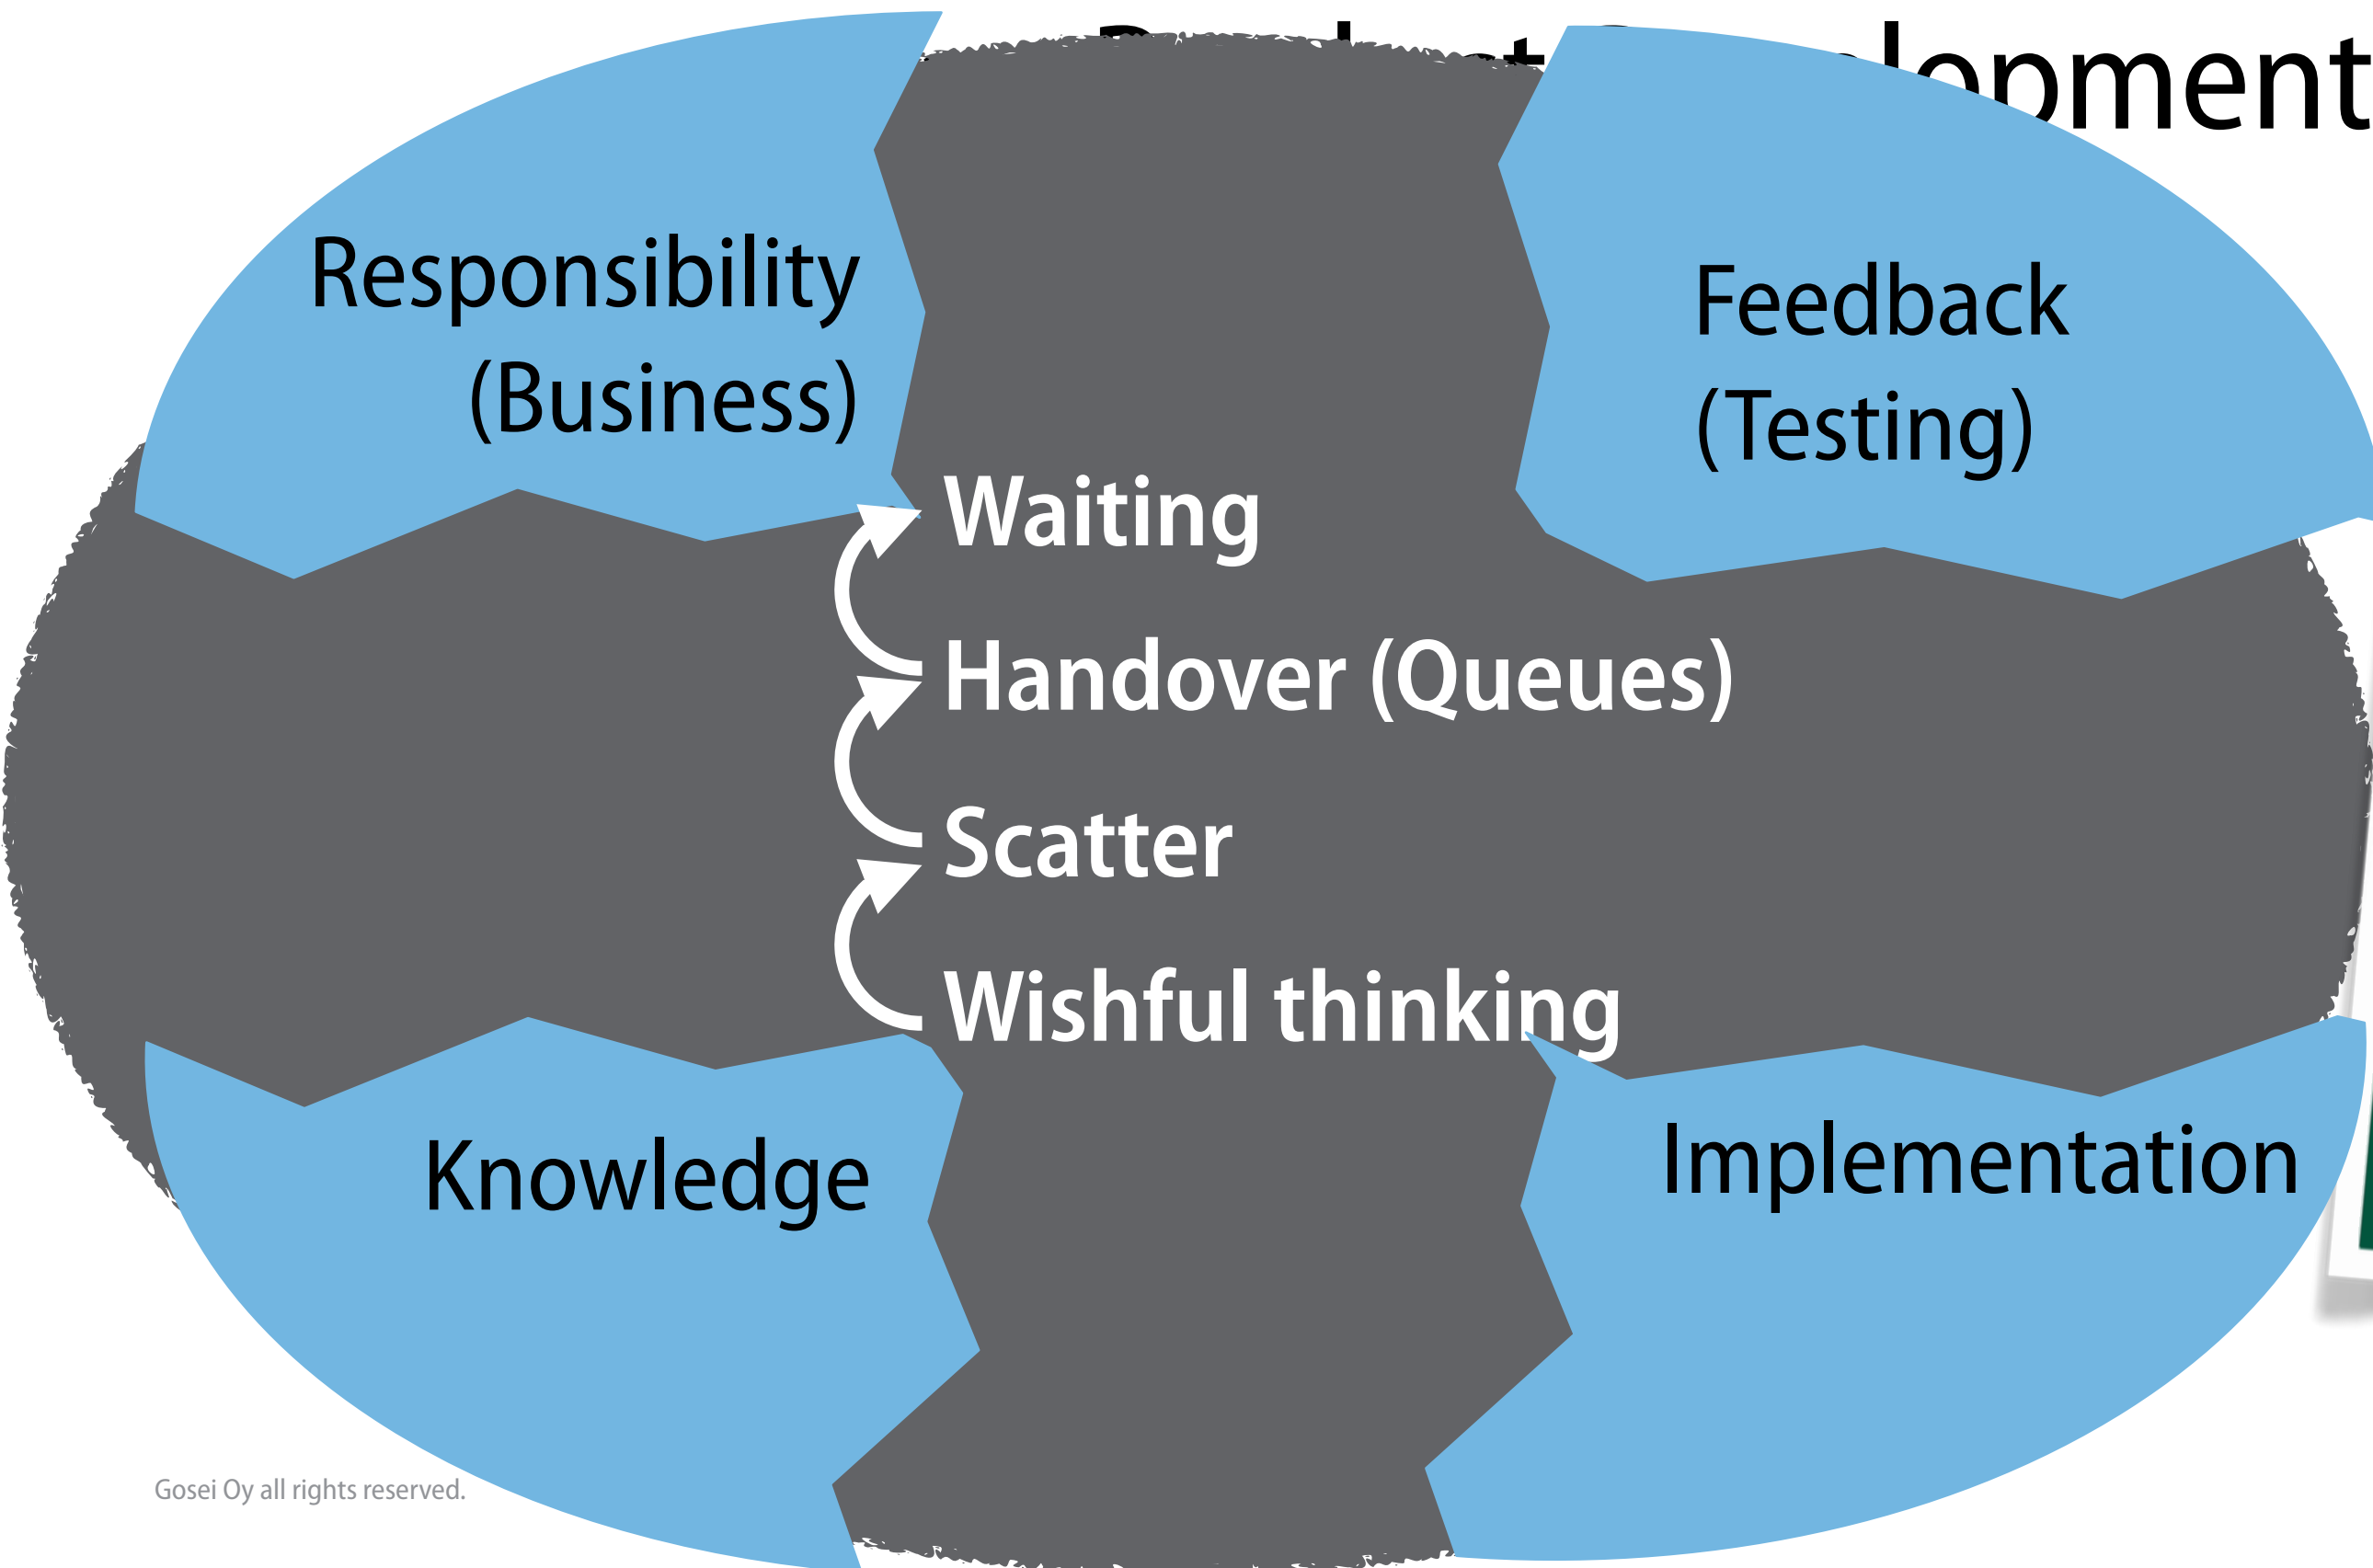 Responsibility
(Business)
Feedback
(Testing)
Waiting
Handover (Queues)
Scatter
Wishful thinking
Knowledge
Implementation
Gosei Oy all rights reserved.